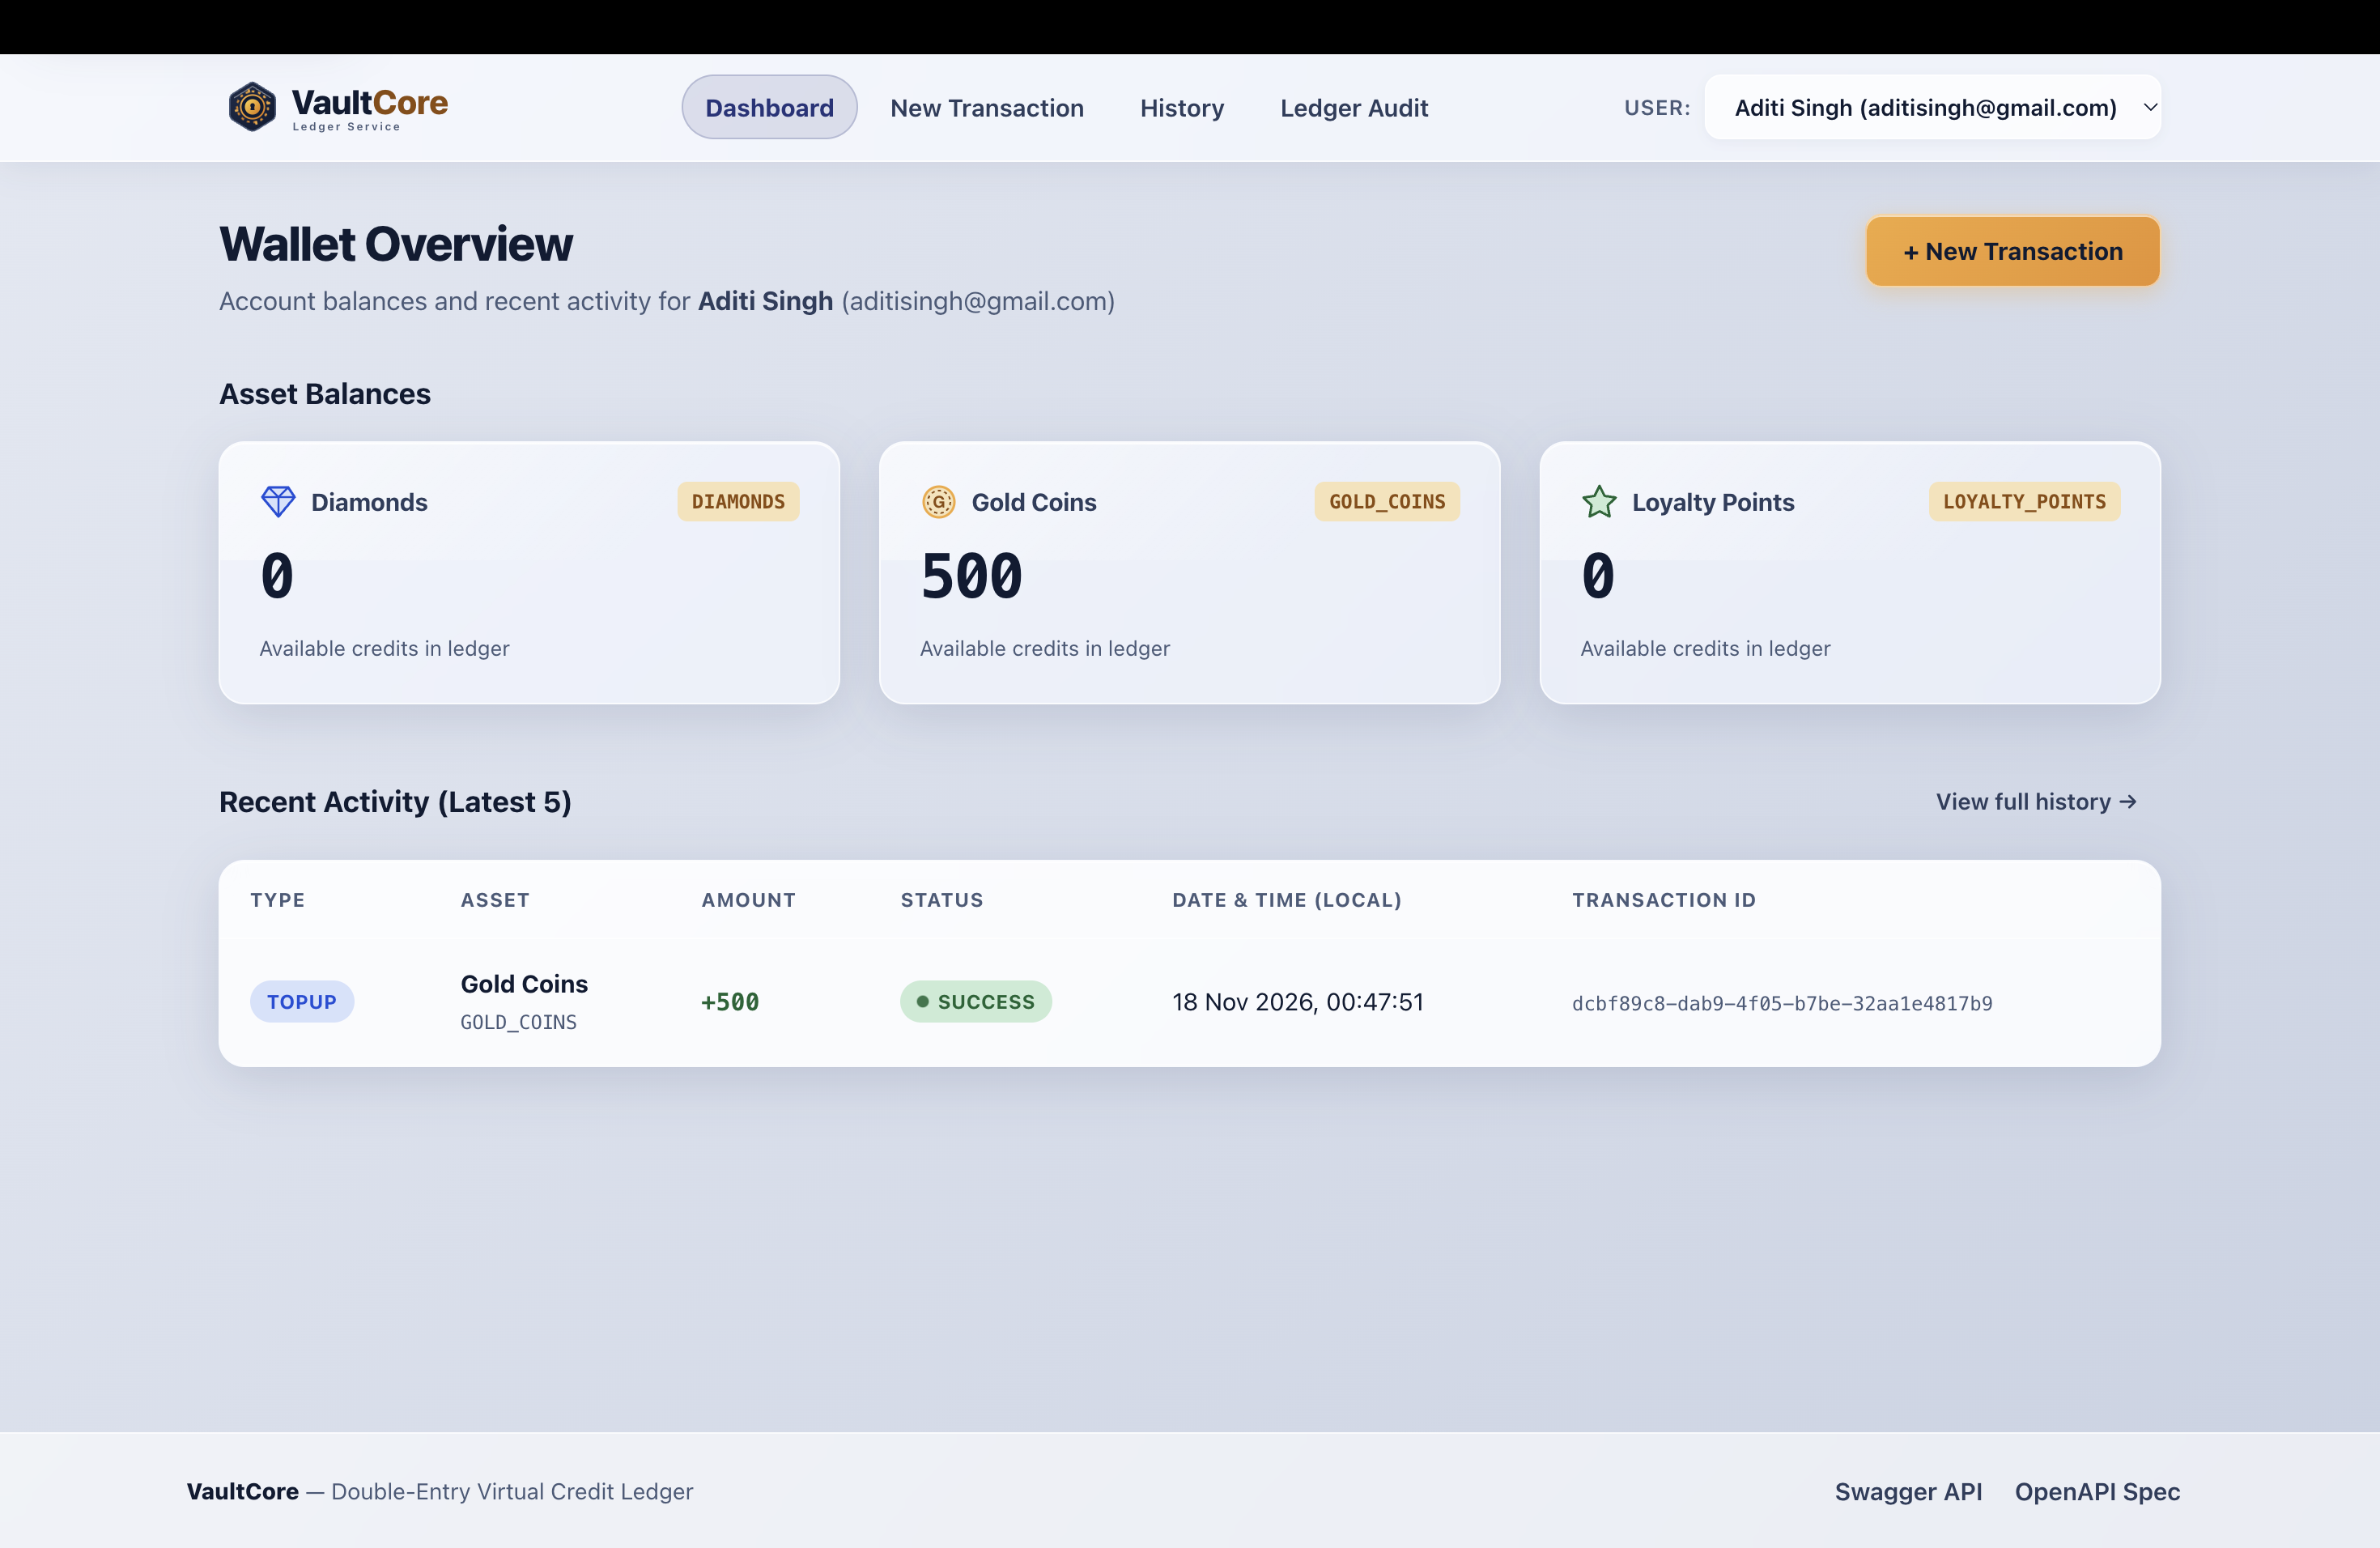 VaultCore
Ledger Service
Dashboard
New Transaction
History
Ledger Audit
USER:
Aditi Singh (aditisingh@gmail.com)
Wallet Overview
+ New Transaction
Account balances and recent activity for Aditi Singh (aditisingh@gmail.com)
Asset Balances
Diamonds
DIAMONDS
0
Available credits in ledger
G
Gold Coins
GOLD_COINS
500
Available credits in ledger
Loyalty Points
LOYALTY_POINTS
0
Available credits in ledger
Recent Activity (Latest 5)
View full history →
TYPE ASSET AMOUNT STATUS DATE & TIME (LOCAL) TRANSACTION ID
TOPUP
Gold Coins
GOLD_COINS
+500
SUCCESS
18 Nov 2026, 00:47:51
dcbf89c8-dab9-4f05-b7be-32aa1e4817b9
VaultCore — Double-Entry Virtual Credit Ledger
Swagger API
OpenAPI Spec